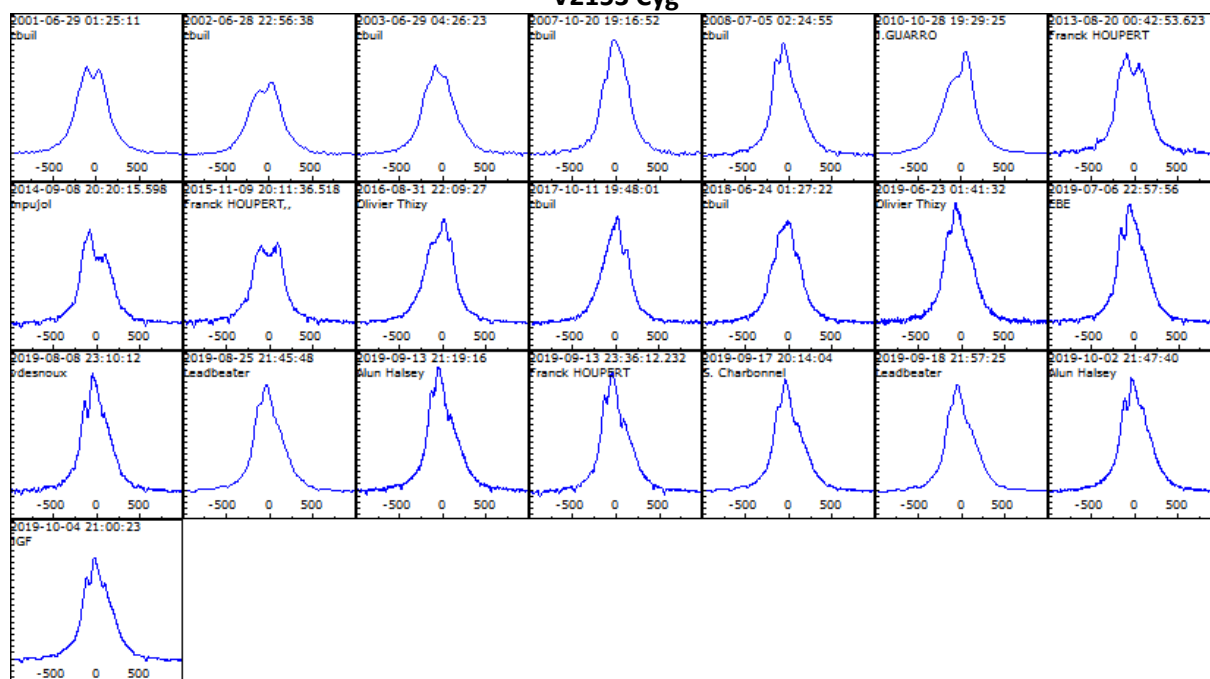 V2153 Cyg
2001-06-29 01:25:11
cbuil
-500 0 500
2002-06-28 22:56:38
cbuil
-500 0 500
2003-06-29 04:26:23
cbuil
-500 0 500
2007-10-20 19:16:52
cbuil
-500 0 500
2008-07-05 02:24:55
cbuil
-500 0 500
2010-10-28 19:29:25
J.GUARRO
-500 0 500
2013-08-20 00:42:53.623
Franck HOUPERT
-500 0 500
2014-09-08 20:20:15.598
mpujol
-500 0 500
2015-11-09 20:11:36.518
Franck HOUPERT,,
-500 0 500
2016-08-31 22:09:27
Olivier Thizy
-500 0 500
2017-10-11 19:48:01
cbuil
-500 0 500
2018-06-24 01:27:22
cbuil
-500 0 500
2019-06-23 01:41:32
Olivier Thizy
-500 0 500
2019-07-06 22:57:56
EBE
-500 0 500
2019-08-08 23:10:12
vdesnoux
-500 0 500
2019-08-25 21:45:48
Leadbeater
-500 0 500
2019-09-13 21:19:16
Alun Halsey
-500 0 500
2019-09-13 23:36:12.232
Franck HOUPERT
-500 0 500
2019-09-17 20:14:04
S. Charbonnel
-500 0 500
2019-09-18 21:57:25
Leadbeater
-500 0 500
2019-10-02 21:47:40
Alun Halsey
-500 0 500
2019-10-04 21:00:23
-500 0 500